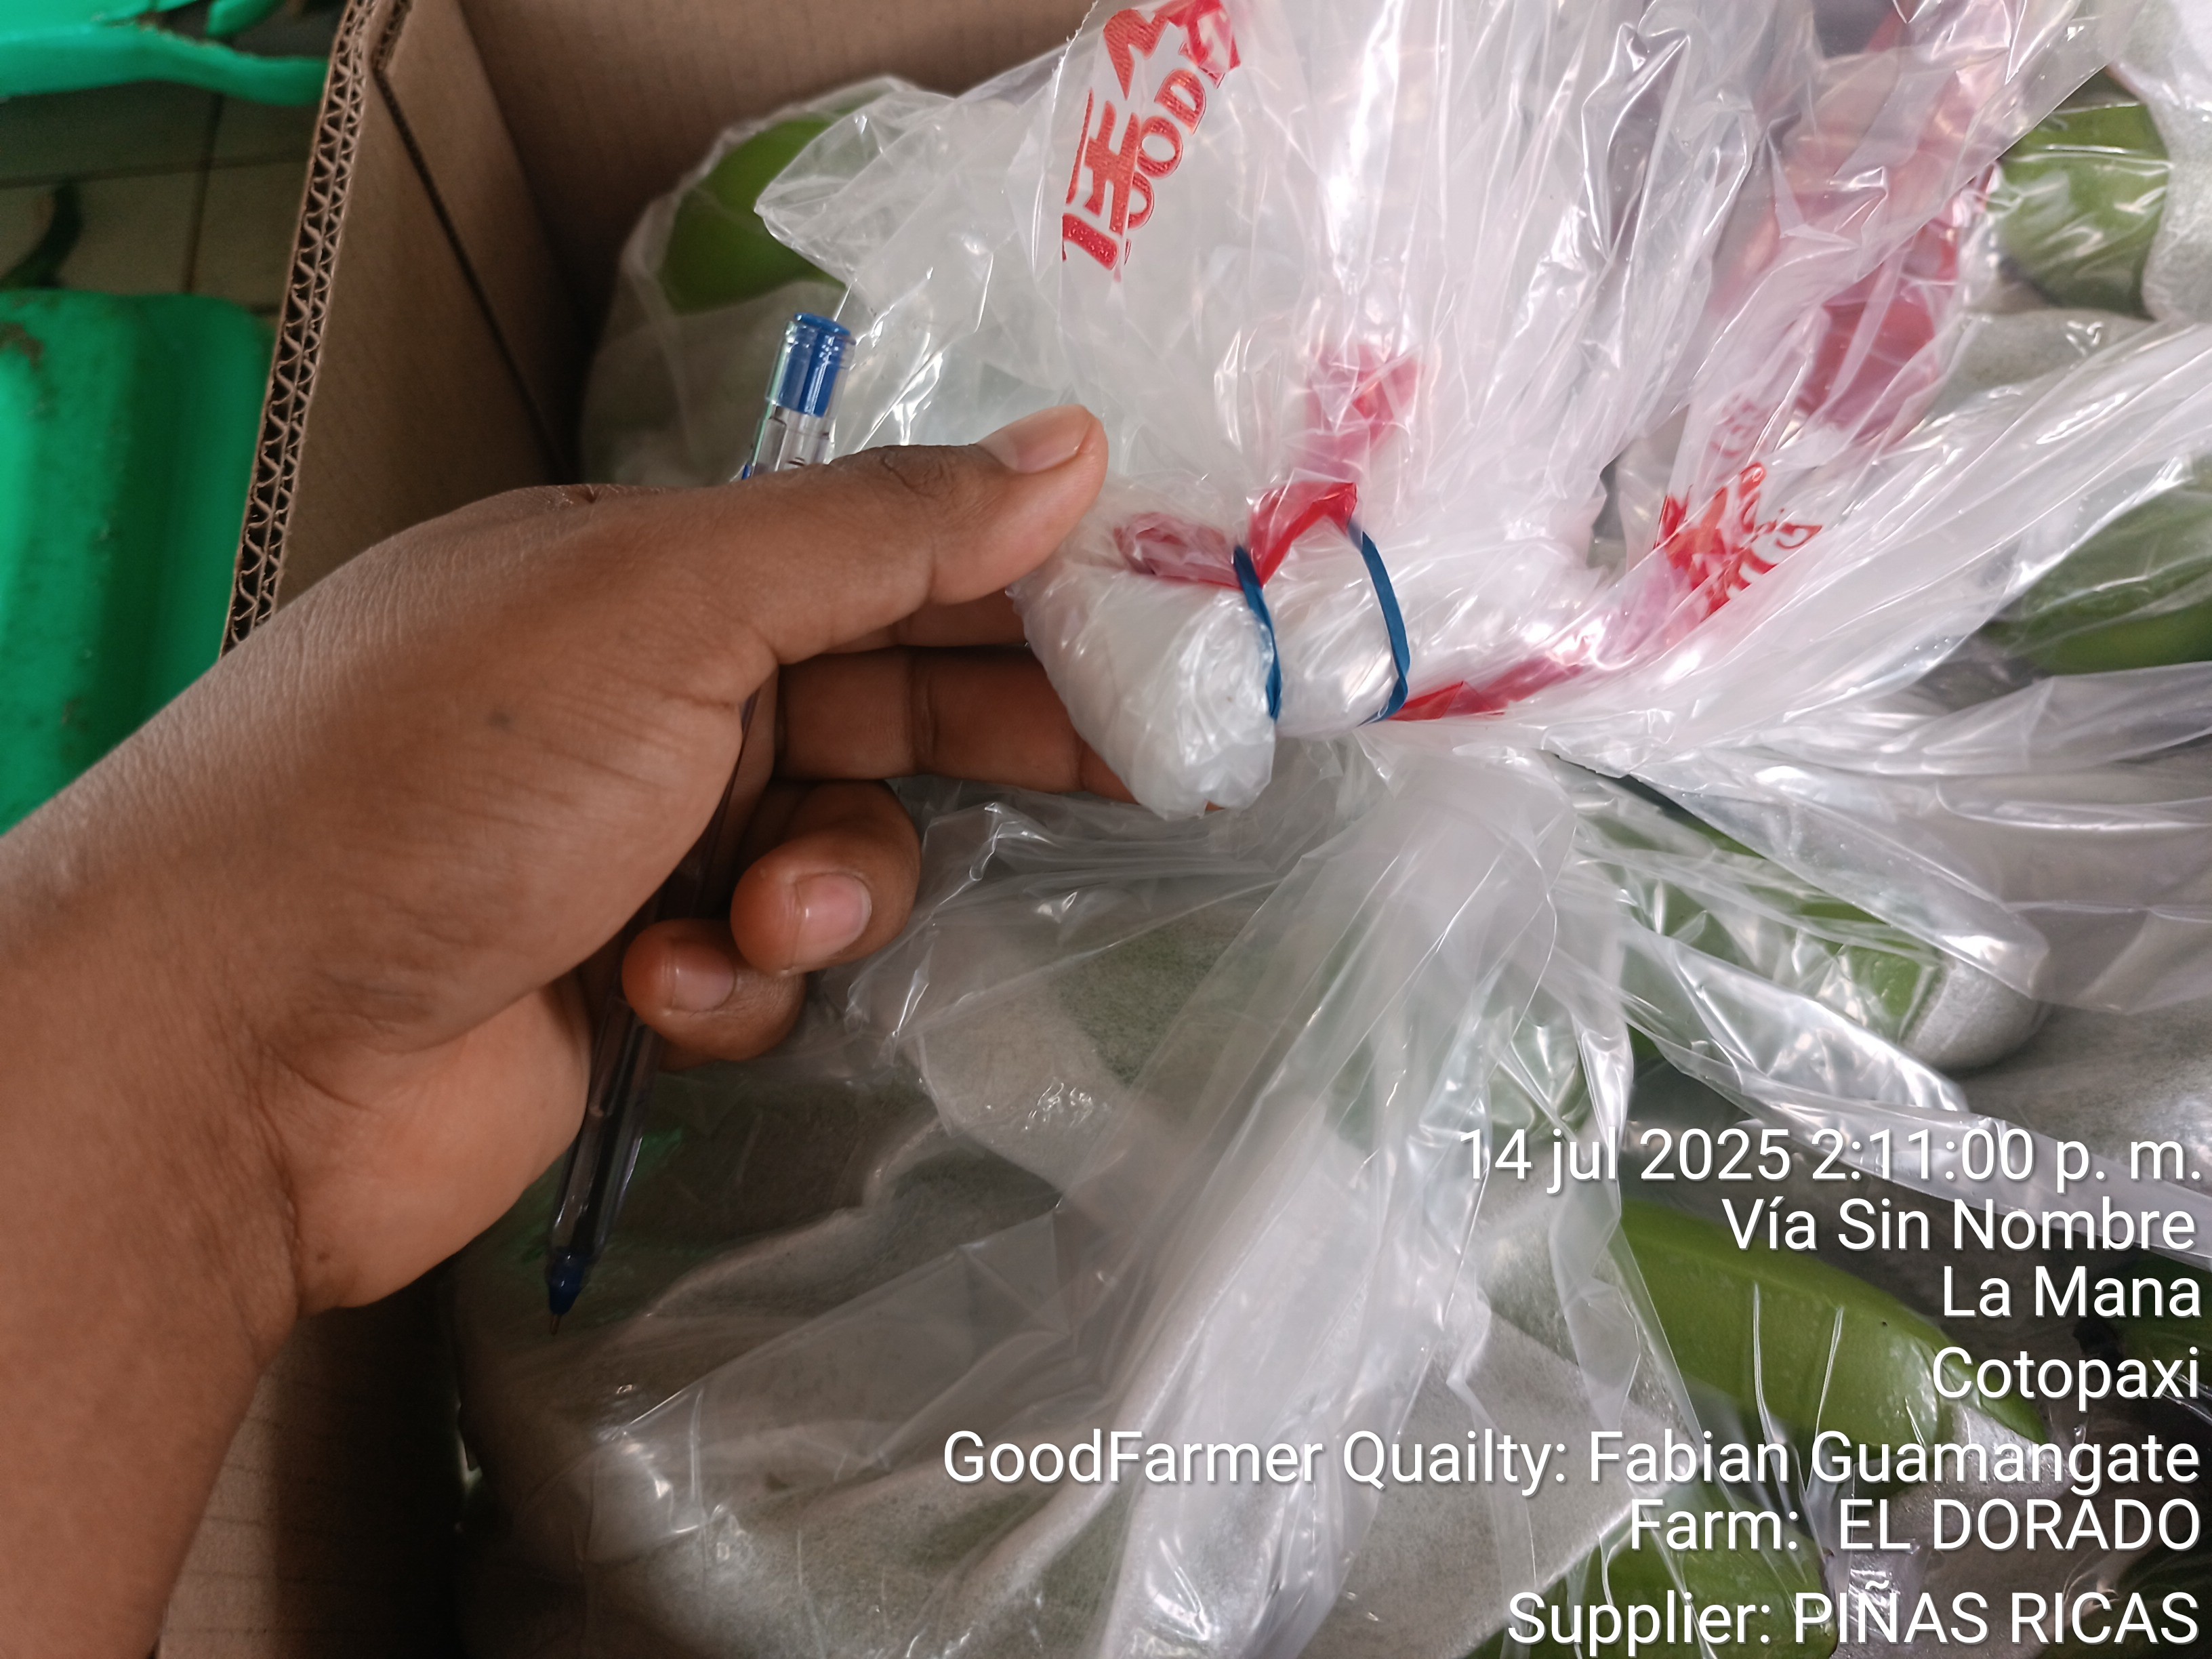 14 jul 2025 2:11:00 p. m.
Vía Sin Nombre
La Mana
Cotopaxi
GoodFarmer Quailty: Fabian Guamangate
Farm: EL DORADO
Supplier: PIÑAS RICAS